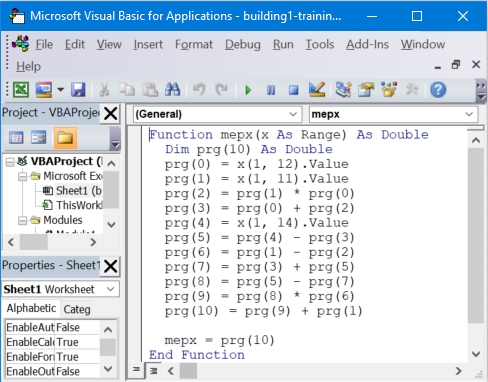 Microsoft Visual Basic for Applications - building1-trainin...
File Edit View Insert Format Debug Run Tools Add-Ins Window
Help
Project - VBAProjec
VBAProject (
Microsoft Ex
Sheet1 (b
ThisWork
Modules
Properties - Sheet1
Sheet1 Worksheet
Alphabetic Categ
EnableAut False
EnableCal True
EnableFor True
EnableOut False
(General) mepx
Function mepx(x As Range) As Double
Dim prg(10) As Double
prg(0) = x(1, 12).Value
prg(1) = x(1, 11).Value
prg(2) = prg(1) * prg(0)
prg(3) = prg(0) + prg(2)
prg(4) = x(1, 14).Value
prg(5) = prg(4) - prg(3)
prg(6) = prg(1) - prg(2)
prg(7) = prg(3) + prg(5)
prg(8) = prg(5) - prg(7)
prg(9) = prg(8) * prg(6)
prg(10) = prg(9) + prg(1)
mepx = prg(10)
End Function